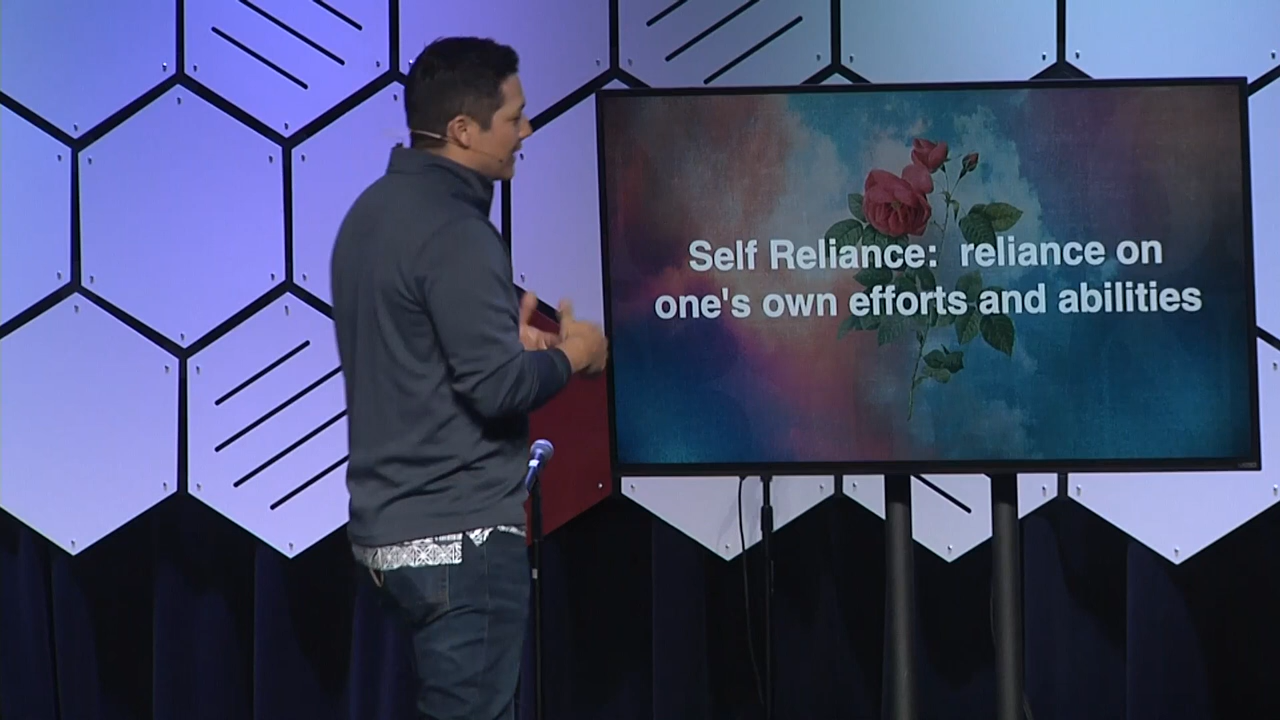 Self Reliance:  reliance on
one's own efforts and abilities